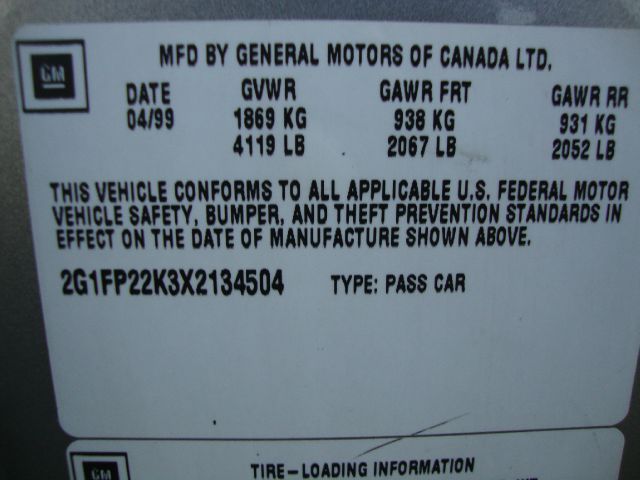 GM
MFD BY GENERAL MOTORS OF CANADA LTD.
DATE GVWR GAWR FRT GAWR RR
04/99 1869 KG 938 KG 931 KG
4119 LB 2067 LB 2052 LB
THIS VEHICLE CONFORMS TO ALL APPLICABLE U.S. FEDERAL MOTOR
VEHICLE SAFETY, BUMPER, AND THEFT PREVENTION STANDARDS IN
EFFECT ON THE DATE OF MANUFACTURE SHOWN ABOVE.
2G1FP22K3X2134504 TYPE: PASS CAR
GM
TIRE-LOADING INFORMATION